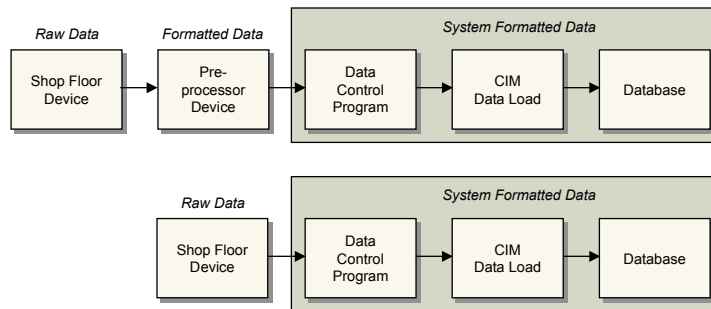 System Formatted Data
Raw Data
Formatted Data
Shop Floor
Device
Pre-
processor
Device
Data
Control
Program
CIM
Data Load
Database
System Formatted Data
Raw Data
Shop Floor
Device
Data
Control
Program
CIM
Data Load
Database